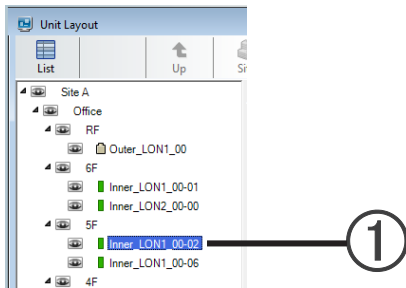 Unit Layout
List Up Si
Site A
Office
RF
Outer_LON1_00
6F
Inner_LON1_00-01
Inner_LON2_00-00
5F
Inner_LON1_00-02 1
Inner_LON1_00-06
4F